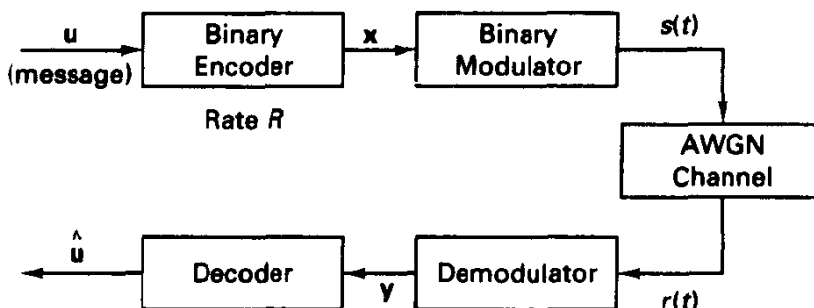 u
(message)
Binary
Encoder
Rate R
x
Binary
Modulator
s(t)
AWGN
Channel
r(t)
Demodulator
y
Decoder
û